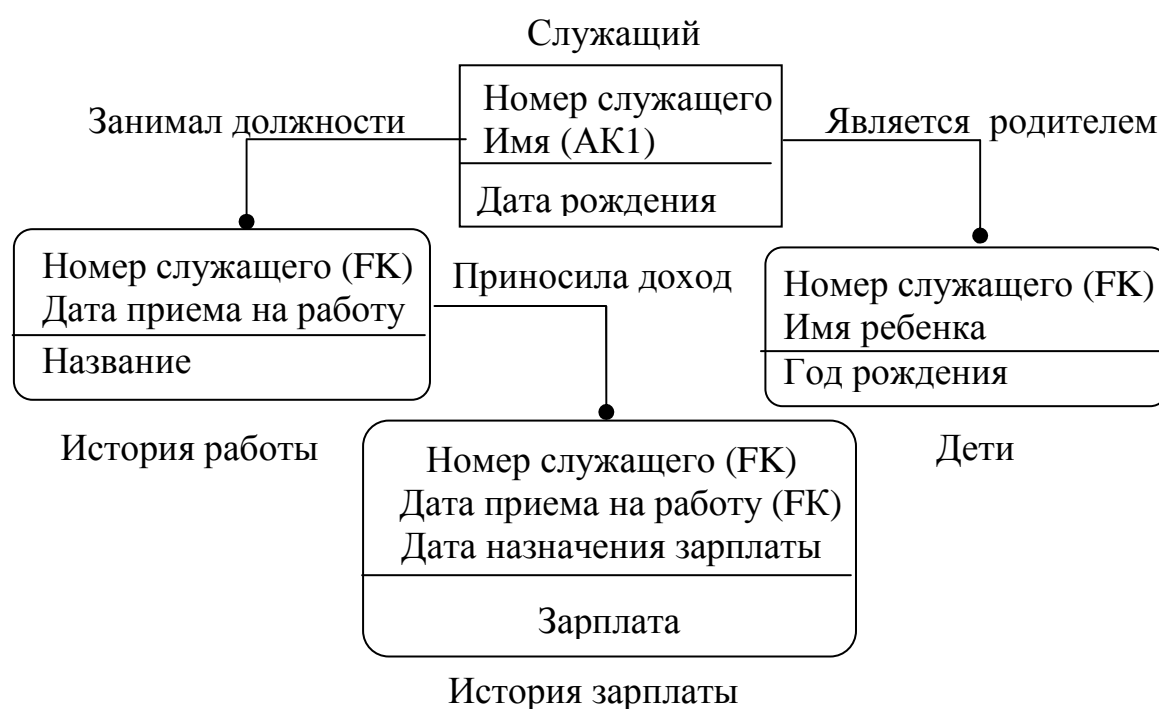 Служащий
Номер служащего
Имя (АК1)
Дата рождения
Занимал должности
Является родителем
Номер служащего (FK)
Дата приема на работу
Название
История работы
Приносила доход
Номер служащего (FK)
Имя ребенка
Год рождения
Дети
Номер служащего (FK)
Дата приема на работу (FК)
Дата назначения зарплаты
Зарплата
История зарплаты